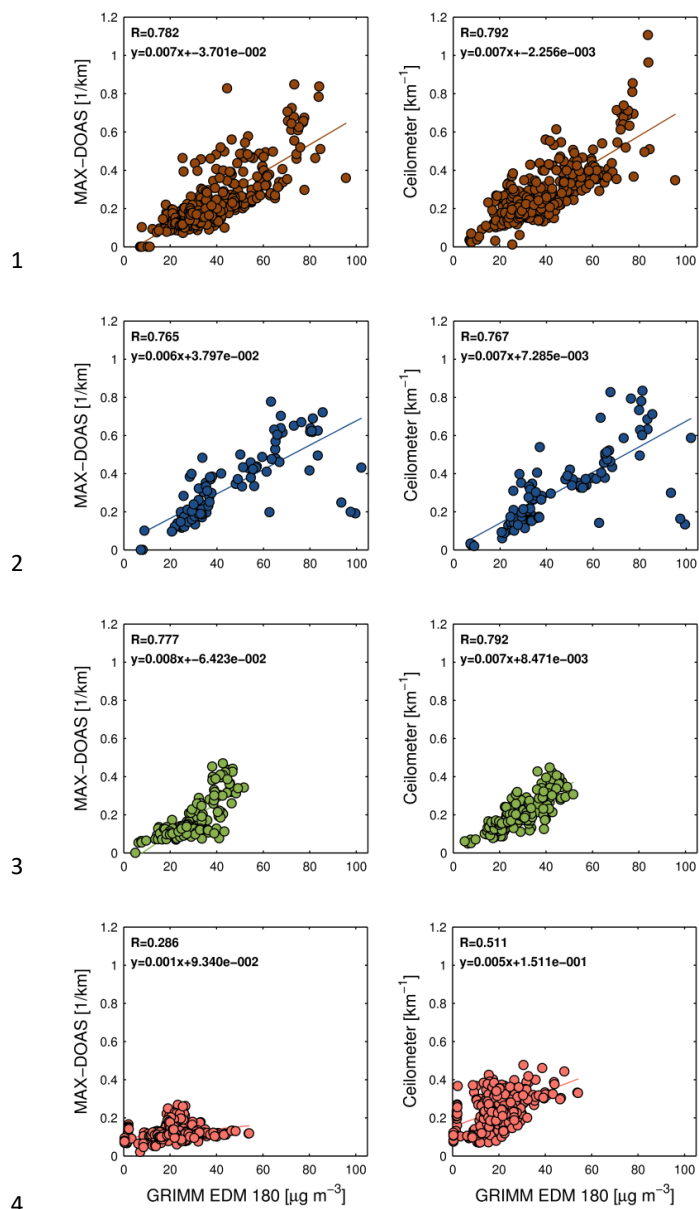 R=0.782
y=0.007x+-3.701e-002
MAX-DOAS [1/km]
1.2
1
0.8
0.6
0.4
0.2
0
0 20 40 60 80 100
R=0.792
y=0.007x+-2.256e-003
Ceilometer [km⁻¹]
1.2
1
0.8
0.6
0.4
0.2
0
0 20 40 60 80 100
1
R=0.765
y=0.006x+3.797e-002
MAX-DOAS [1/km]
1.2
1
0.8
0.6
0.4
0.2
0
0 20 40 60 80 100
R=0.767
y=0.007x+7.285e-003
Ceilometer [km⁻¹]
1.2
1
0.8
0.6
0.4
0.2
0
0 20 40 60 80 100
2
R=0.777
y=0.008x+-6.423e-002
MAX-DOAS [1/km]
1.2
1
0.8
0.6
0.4
0.2
0
0 20 40 60 80 100
R=0.792
y=0.007x+8.471e-003
Ceilometer [km⁻¹]
1.2
1
0.8
0.6
0.4
0.2
0
0 20 40 60 80 100
3
R=0.286
y=0.001x+9.340e-002
MAX-DOAS [1/km]
1.2
1
0.8
0.6
0.4
0.2
0
0 20 40 60 80 100
GRIMM EDM 180 [μg m⁻³]
R=0.511
y=0.005x+1.511e-001
Ceilometer [km⁻¹]
1.2
1
0.8
0.6
0.4
0.2
0
0 20 40 60 80 100
GRIMM EDM 180 [μg m⁻³]
4